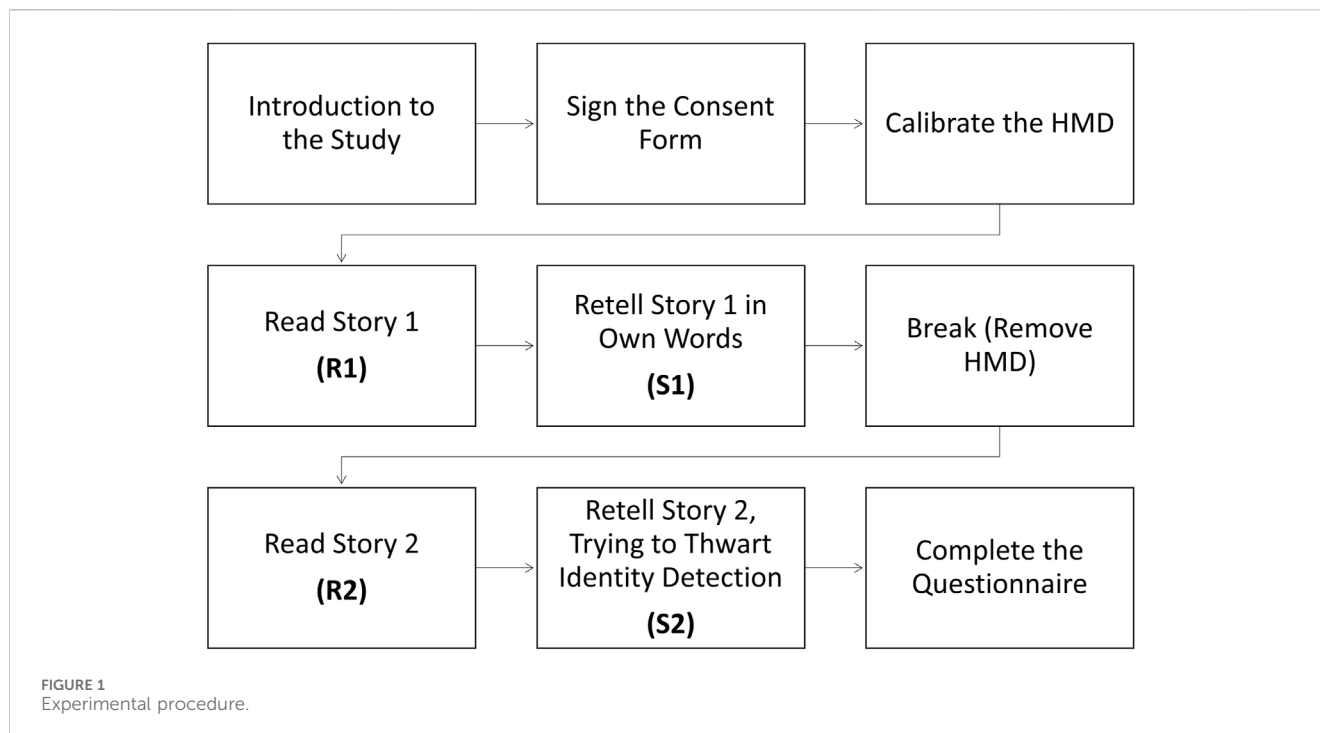 Introduction to
the Study
Sign the Consent
Form
Calibrate the HMD
Read Story 1
(R1)
Retell Story 1 in
Own Words
(S1)
Break (Remove
HMD)
Read Story 2
(R2)
Retell Story 2,
Trying to Thwart
Identity Detection
(S2)
Complete the
Questionnaire
FIGURE 1
Experimental procedure.